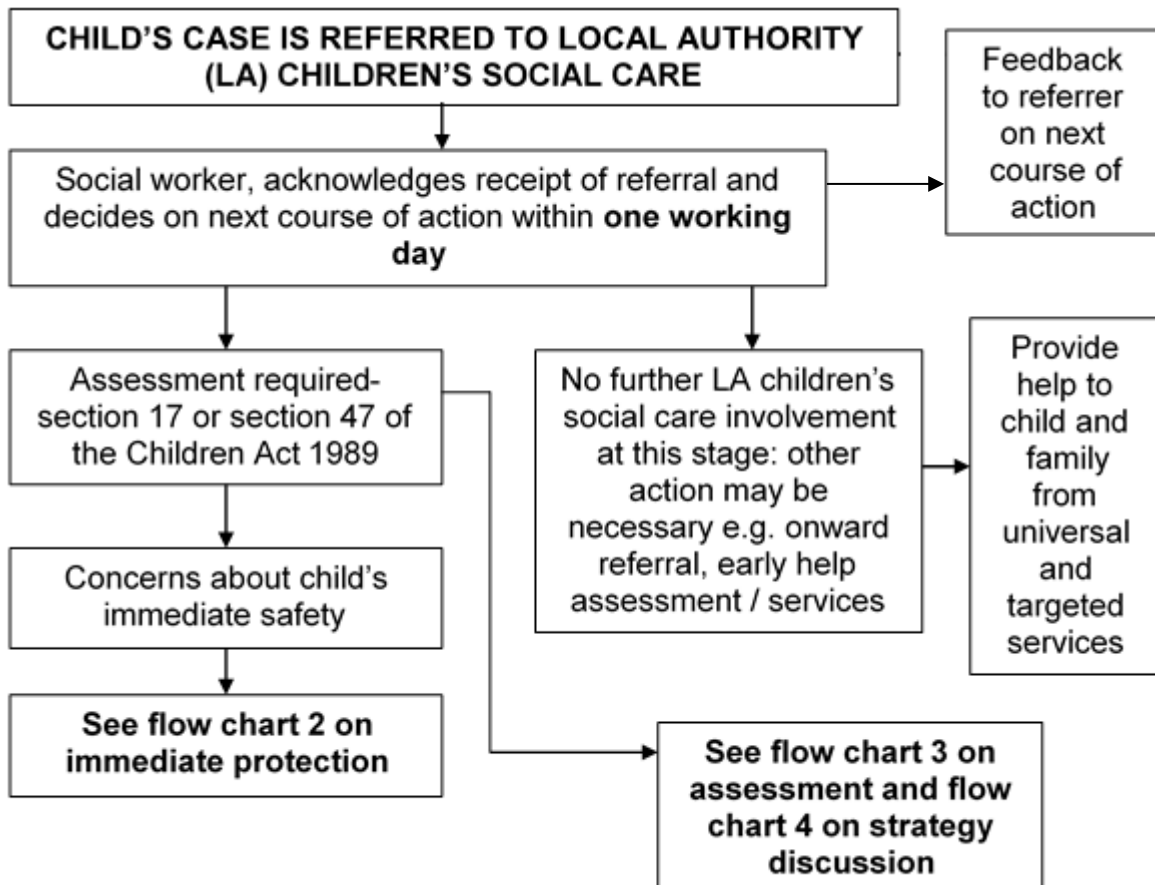 CHILD’S CASE IS REFERRED TO LOCAL AUTHORITY
(LA) CHILDREN’S SOCIAL CARE
Feedback
to referrer
on next
course of
action
Social worker, acknowledges receipt of referral and
decides on next course of action within one working
day
Assessment required-
section 17 or section 47 of
the Children Act 1989
No further LA children’s
social care involvement
at this stage: other
action may be
necessary e.g. onward
referral, early help
assessment / services
Provide
help to
child and
family
from
universal
and
targeted
services
Concerns about child’s
immediate safety
See flow chart 2 on
immediate protection
See flow chart 3 on
assessment and flow
chart 4 on strategy
discussion